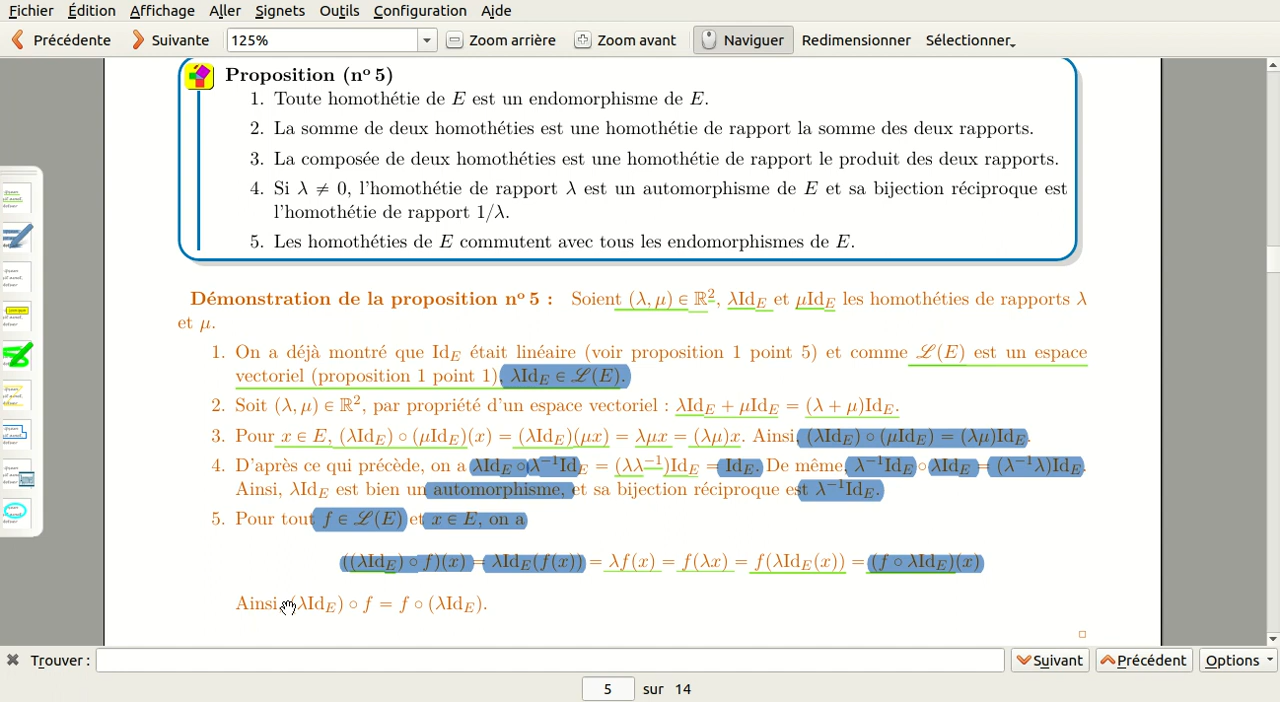 Fichier Édition Affichage Aller Signets Outils Configuration Aide
Précédente Suivante 125% Zoom arrière Zoom avant Naviguer Redimensionner Sélectionner
Proposition (nº 5)
1. Toute homothétie de E est un endomorphisme de E.
2. La somme de deux homothéties est une homothétie de rapport la somme des deux rapports.
3. La composée de deux homothéties est une homothétie de rapport le produit des deux rapports.
4. Si λ ≠ 0, l'homothétie de rapport λ est un automorphisme de E et sa bijection réciproque est
l'homothétie de rapport 1/λ.
5. Les homothéties de E commutent avec tous les endomorphismes de E.
Démonstration de la proposition nº 5 : Soient (λ, μ) ∈ ℝ², λId_E et μId_E les homothéties de rapports λ
et μ.
1. On a déjà montré que Id_E était linéaire (voir proposition 1 point 5) et comme ℒ(E) est un espace
vectoriel (proposition 1 point 1), λId_E ∈ ℒ(E).
2. Soit (λ, μ) ∈ ℝ², par propriété d'un espace vectoriel : λId_E + μId_E = (λ + μ)Id_E.
3. Pour x ∈ E, (λId_E) ∘ (μId_E)(x) = (λId_E)(μx) = λμx = (λμ)x. Ainsi, (λId_E) ∘ (μId_E) = (λμ)Id_E.
4. D'après ce qui précède, on a λId_E ∘ λ⁻¹Id_E = (λλ⁻¹)Id_E = Id_E. De même, λ⁻¹Id_E ∘ λId_E = (λ⁻¹λ)Id_E.
Ainsi, λId_E est bien un automorphisme, et sa bijection réciproque est λ⁻¹Id_E.
5. Pour tout f ∈ ℒ(E) et x ∈ E, on a
((λId_E) ∘ f)(x) = λId_E(f(x)) = λf(x) = f(λx) = f(λId_E(x)) = (f ∘ λId_E)(x)
Ainsi (λId_E) ∘ f = f ∘ (λId_E).
Trouver : Suivant Précédent Options
5 sur 14